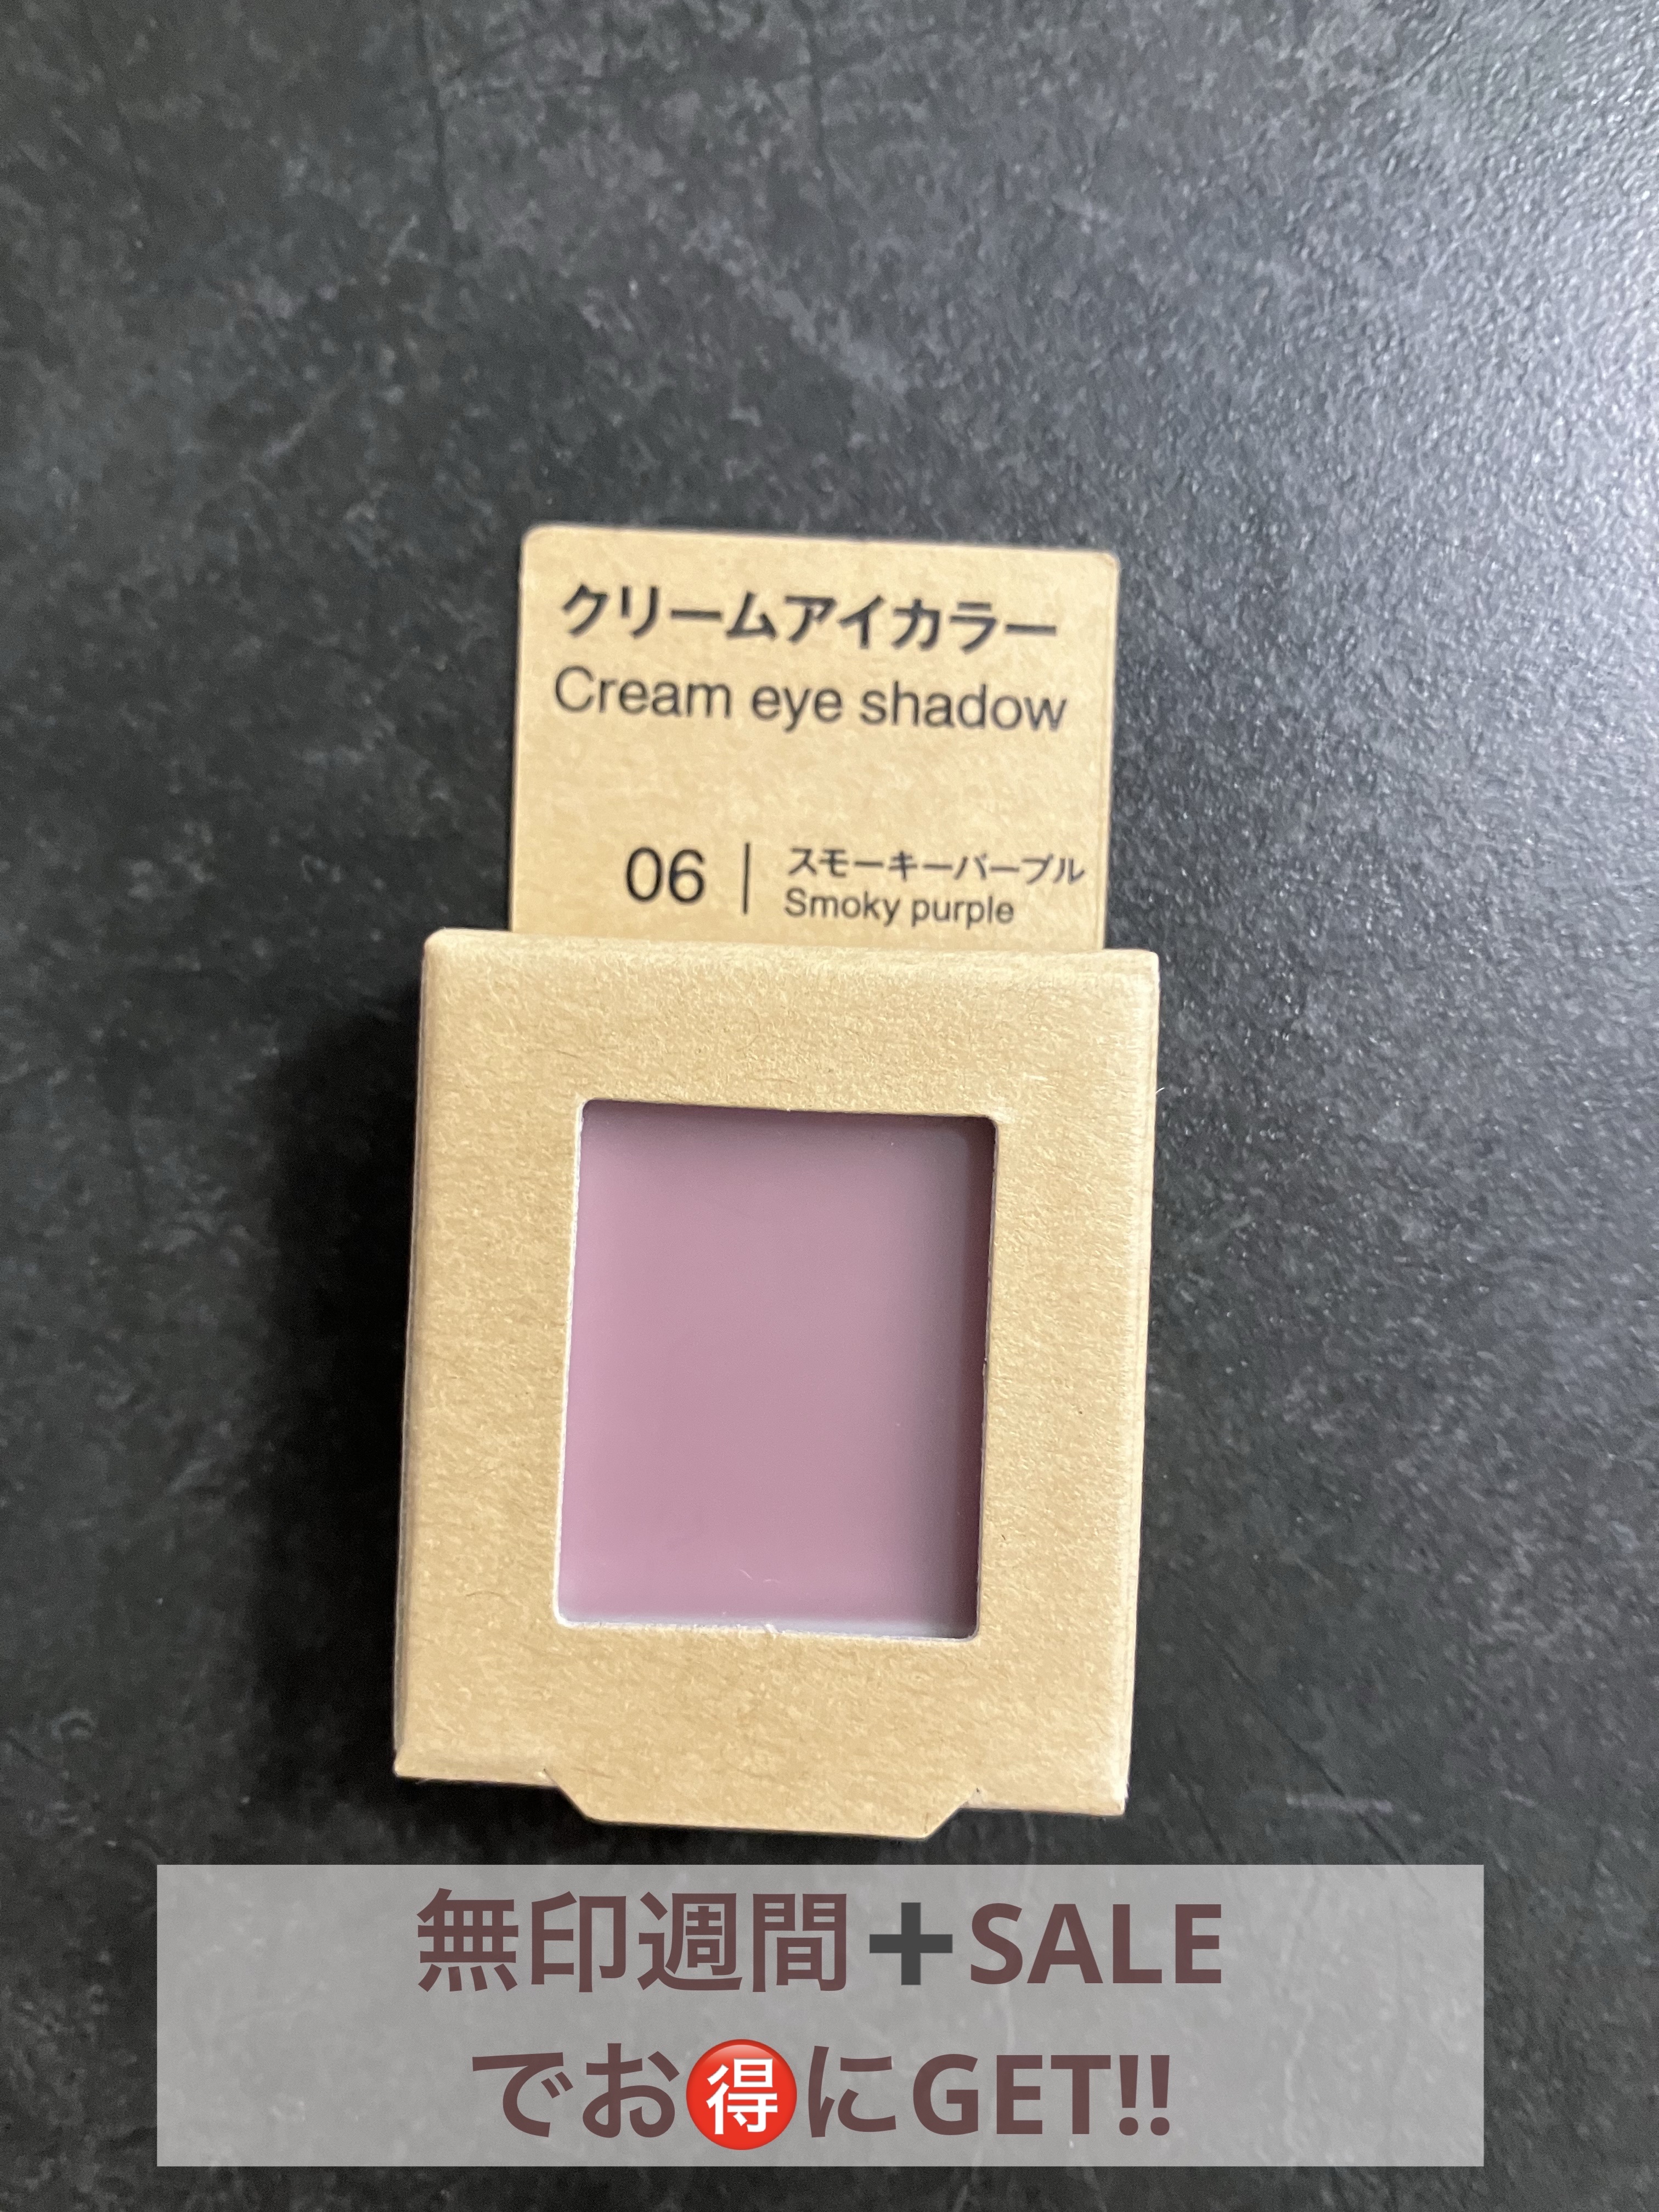 クリームアイカラー
Cream eye shadow
06 | スモーキーパープル
Smoky purple
無印週間➕SALE
でお🉐にGET‼